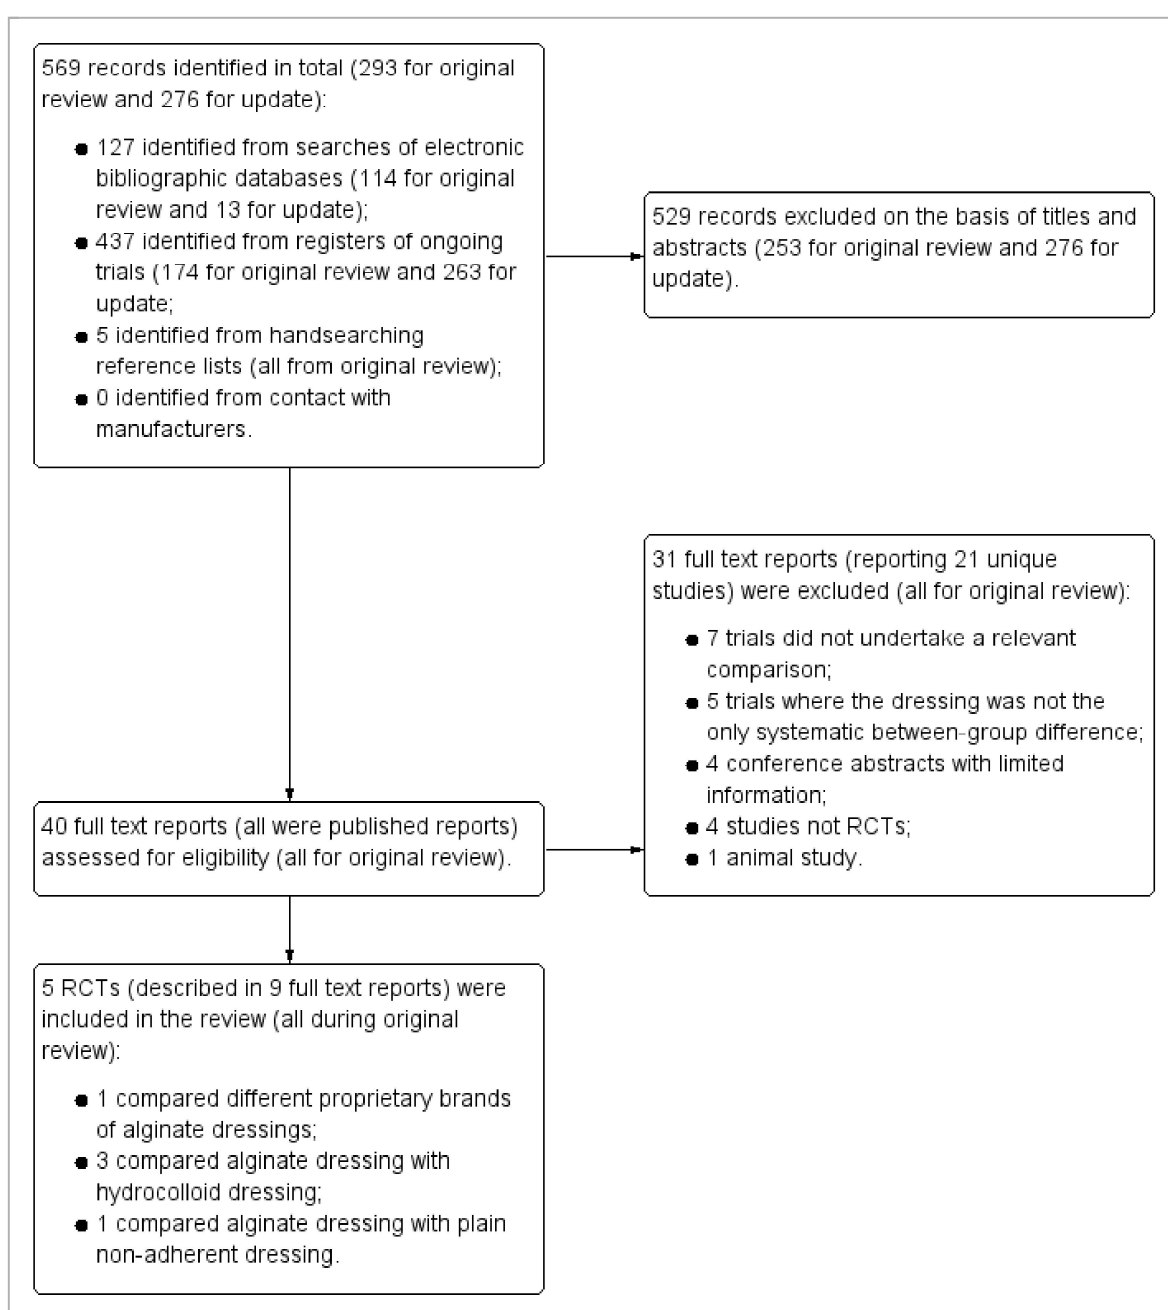 569 records identified in total (293 for original
review and 276 for update):
● 127 identified from searches of electronic
bibliographic databases (114 for original
review and 13 for update);
● 437 identified from registers of ongoing
trials (174 for original review and 263 for
update;
● 5 identified from handsearching
reference lists (all from original review);
● 0 identified from contact with
manufacturers.
529 records excluded on the basis of titles and
abstracts (253 for original review and 276 for
update).
31 full text reports (reporting 21 unique
studies) were excluded (all for original review):
● 7 trials did not undertake a relevant
comparison;
● 5 trials where the dressing was not the
only systematic between-group difference;
● 4 conference abstracts with limited
information;
● 4 studies not RCTs;
● 1 animal study.
40 full text reports (all were published reports)
assessed for eligibility (all for original review).
5 RCTs (described in 9 full text reports) were
included in the review (all during original
review):
● 1 compared different proprietary brands
of alginate dressings;
● 3 compared alginate dressing with
hydrocolloid dressing;
● 1 compared alginate dressing with plain
non-adherent dressing.